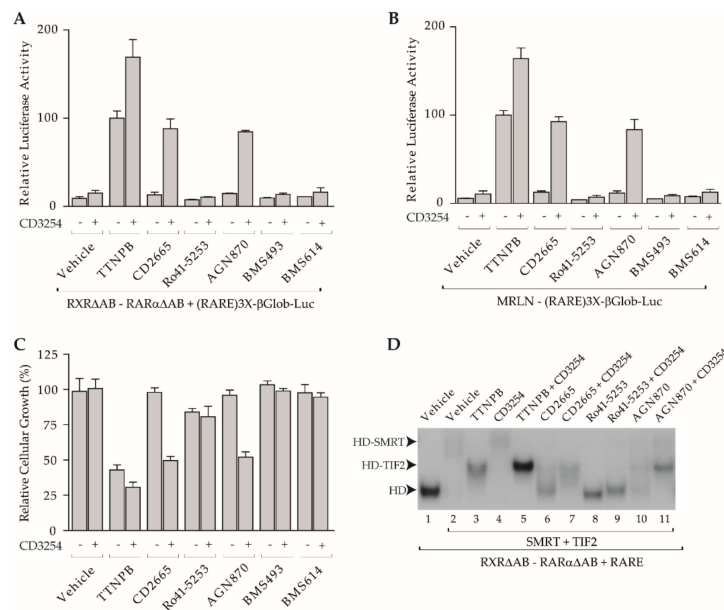 A
Relative Luciferase Activity
200
100
0
CD3254
- + - + - + - + - + - + - +
Vehicle
TTNPB
CD2665
Ro41-5253
AGN870
BMS493
BMS614
RXRΔAB - RARαΔAB + (RARE)3X-βGlob-Luc
B
Relative Luciferase Activity
200
100
0
CD3254
- + - + - + - + - + - + - +
Vehicle
TTNPB
CD2665
Ro41-5253
AGN870
BMS493
BMS614
MRLN - (RARE)3X-βGlob-Luc
C
Relative Cellular Growth (%)
125
100
75
50
25
0
CD3254
- + - + - + - + - + - + - +
Vehicle
TTNPB
CD2665
Ro41-5253
AGN870
BMS493
BMS614
D
Vehicle
Vehicle
TTNPB
CD3254
TTNPB + CD3254
CD2665
CD2665 + CD3254
Ro41-5253
Ro41-5253 + CD3254
AGN870
AGN870 + CD3254
HD-SMRT
HD-TIF2
HD
1 2 3 4 5 6 7 8 9 10 11
SMRT + TIF2
RXRΔAB - RARαΔAB + RARE